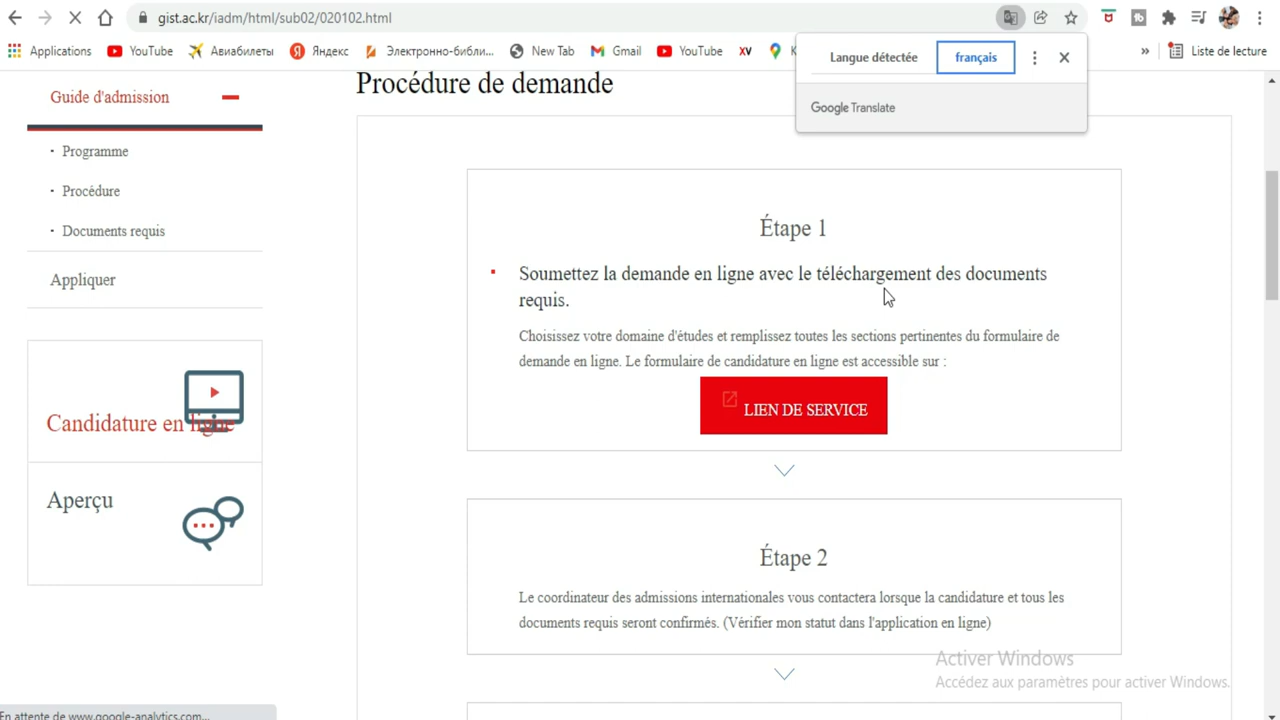 gist.ac.kr/iadm/html/sub02/020102.html
Applications
YouTube
Авиабилеты
Яндекс
Электронно-библи...
New Tab
Gmail
YouTube
XV
»
Liste de lecture
Langue détectée
français
Google Translate
Procédure de demande
Guide d'admission
Programme
Procédure
Documents requis
Appliquer
Candidature en ligne
Aperçu
Étape 1
Soumettez la demande en ligne avec le téléchargement des documents
requis.
Choisissez votre domaine d'études et remplissez toutes les sections pertinentes du formulaire de
demande en ligne. Le formulaire de candidature en ligne est accessible sur :
LIEN DE SERVICE
Étape 2
Le coordinateur des admissions internationales vous contactera lorsque la candidature et tous les
documents requis seront confirmés. (Vérifier mon statut dans l'application en ligne)
Activer Windows
Accédez aux paramètres pour activer Windows.
En attente de www.google-analytics.com...